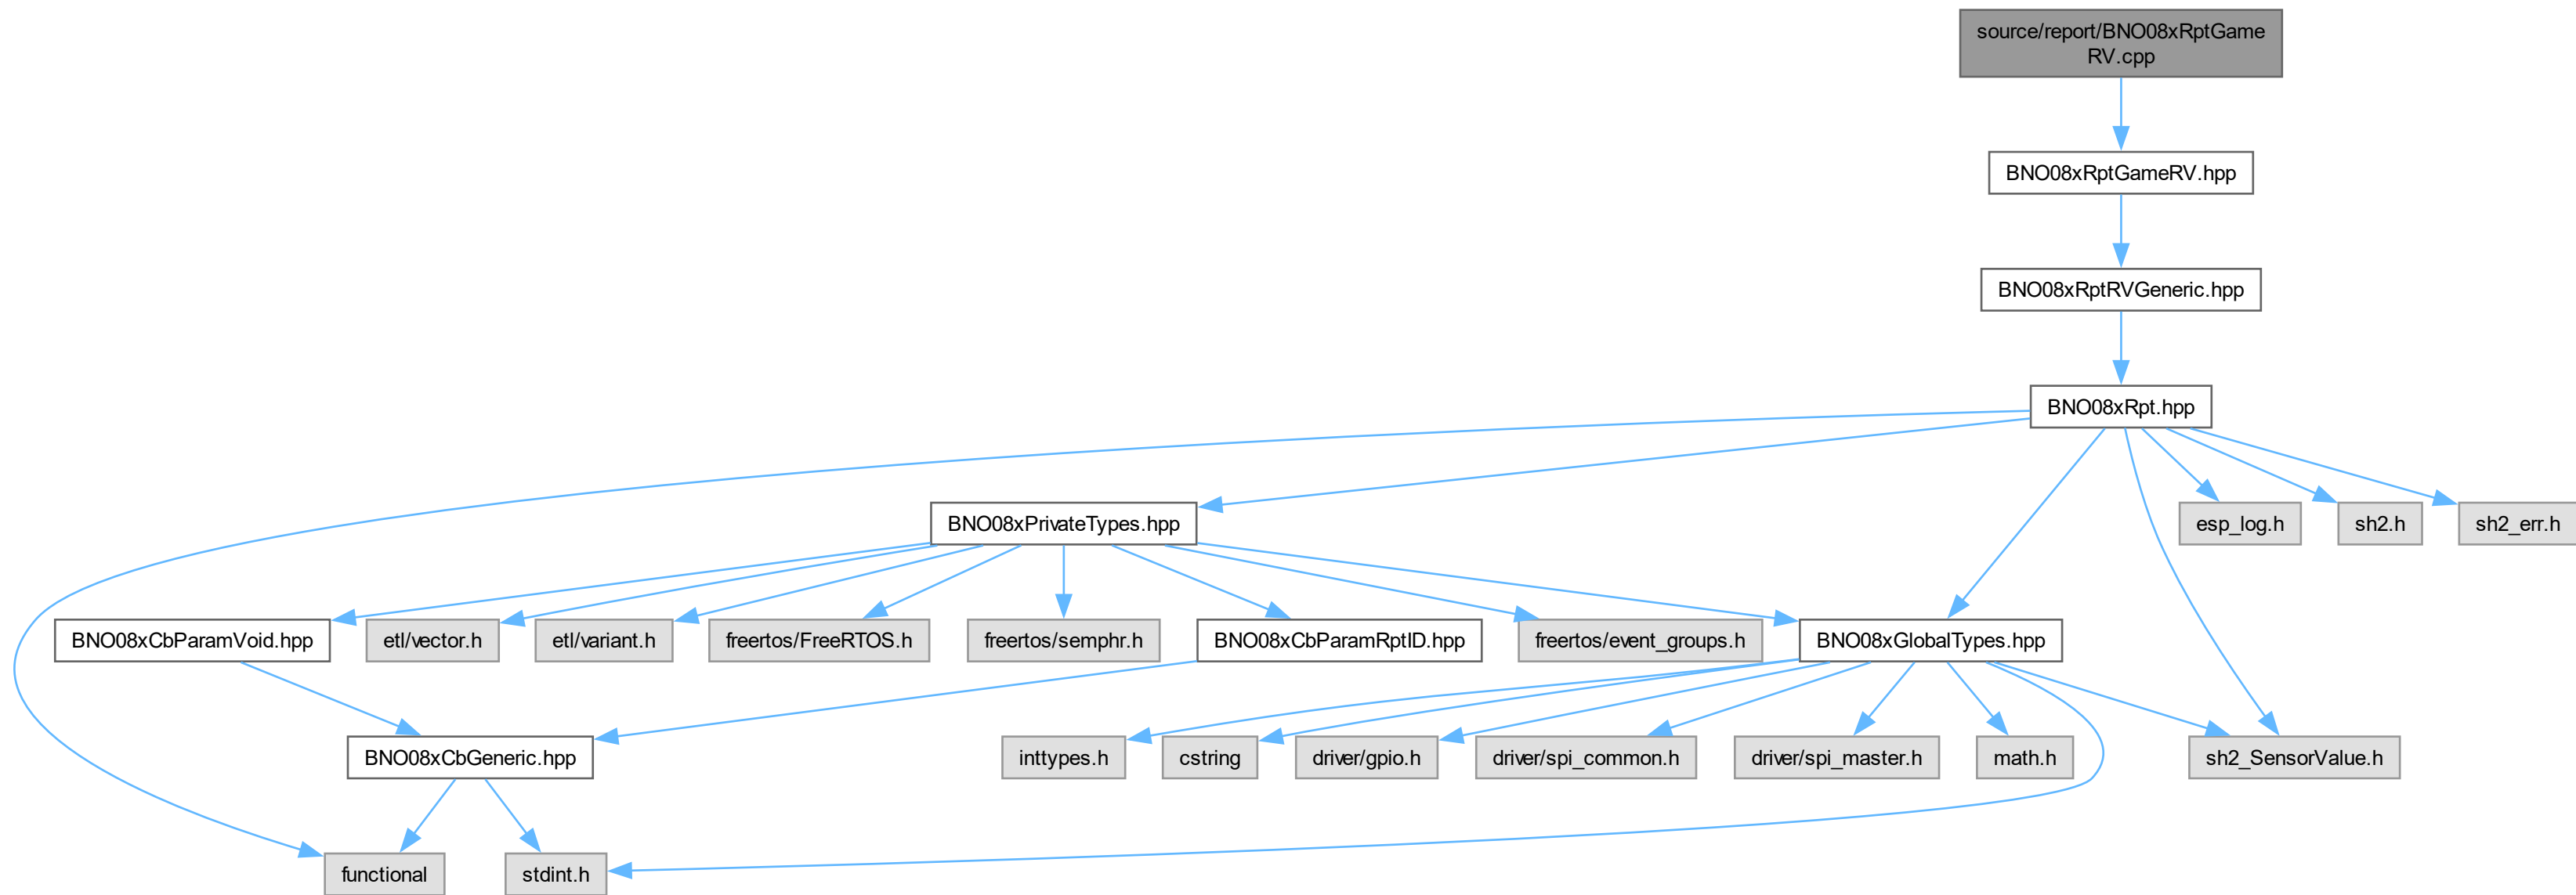 source/report/BNO08xRptGame
RV.cpp
BNO08xRptGameRV.hpp
BNO08xRptRVGeneric.hpp
BNO08xRpt.hpp
BNO08xPrivateTypes.hpp
esp_log.h
sh2.h
sh2_err.h
BNO08xCbParamVoid.hpp
etl/vector.h
etl/variant.h
freertos/FreeRTOS.h
freertos/semphr.h
BNO08xCbParamRptID.hpp
freertos/event_groups.h
BNO08xGlobalTypes.hpp
BNO08xCbGeneric.hpp
inttypes.h
cstring
driver/gpio.h
driver/spi_common.h
driver/spi_master.h
math.h
sh2_SensorValue.h
functional
stdint.h